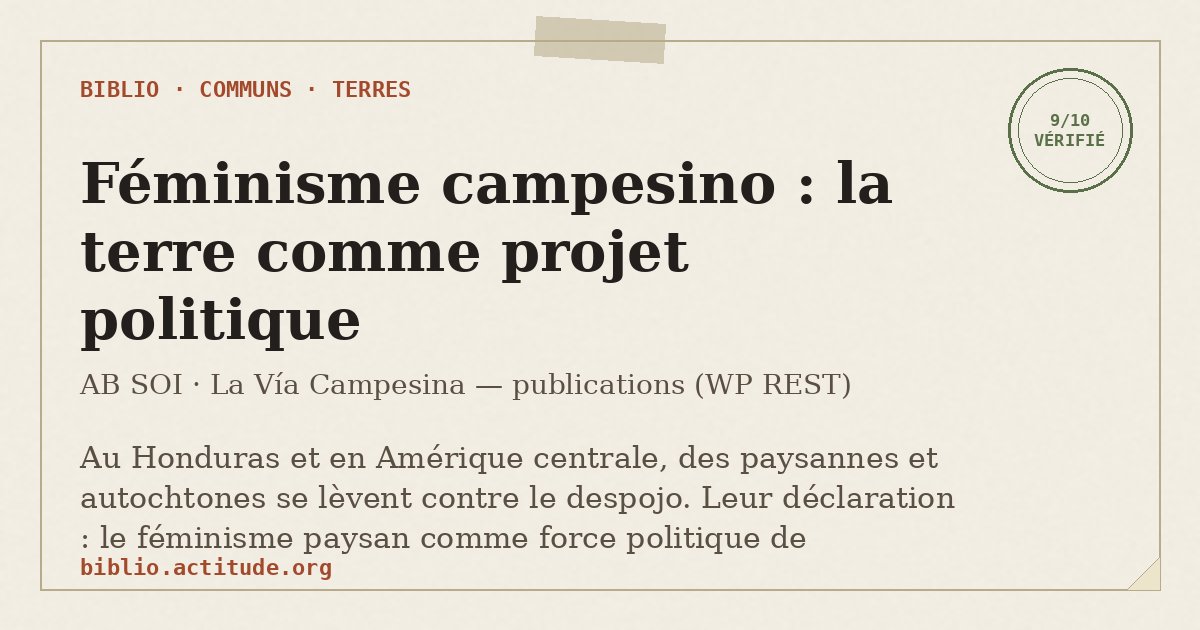 BIBLIO · COMMUNS · TERRES
9/10
VÉRIFIÉ
Féminisme campesino : la
terre comme projet
politique
AB SOI · La Vía Campesina — publications (WP REST)
Au Honduras et en Amérique centrale, des paysannes et
autochtones se lèvent contre le despojo. Leur déclaration
: le féminisme paysan comme force politique de
biblio.actitude.org